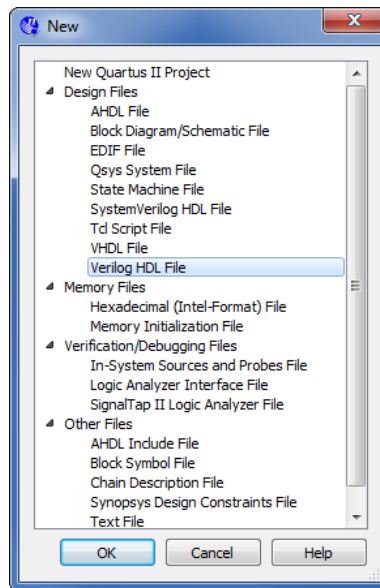 New
New Quartus II Project
Design Files
AHDL File
Block Diagram/Schematic File
EDIF File
Qsys System File
State Machine File
SystemVerilog HDL File
Tcl Script File
VHDL File
Verilog HDL File
Memory Files
Hexadecimal (Intel-Format) File
Memory Initialization File
Verification/Debugging Files
In-System Sources and Probes File
Logic Analyzer Interface File
SignalTap II Logic Analyzer File
Other Files
AHDL Include File
Block Symbol File
Chain Description File
Synopsys Design Constraints File
Text File
OK Cancel Help